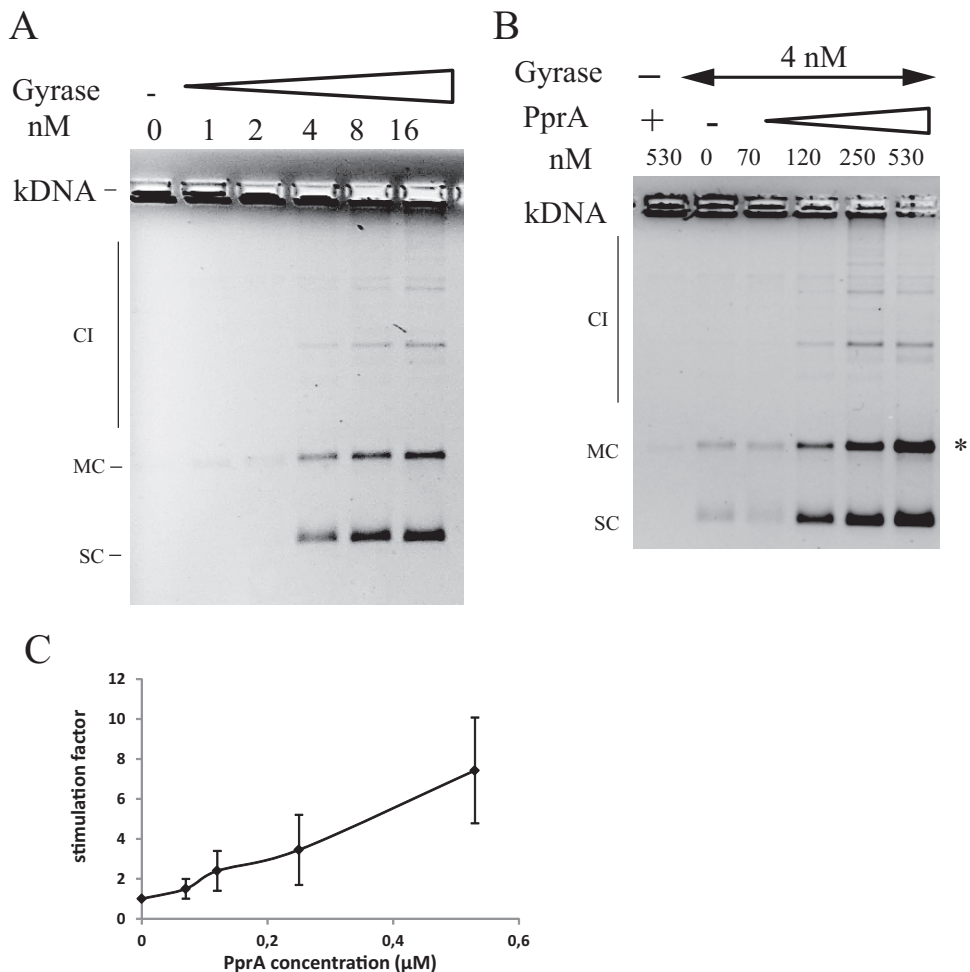 A
Gyrase -
nM 0 1 2 4 8 16
kDNA –
CI
MC –
SC –
B
Gyrase – 4 nM
PprA + -
nM 530 0 70 120 250 530
kDNA
CI
MC *
SC
C
12
10
8
6
4
2
0
stimulation factor
0 0,2 0,4 0,6
PprA concentration (µM)